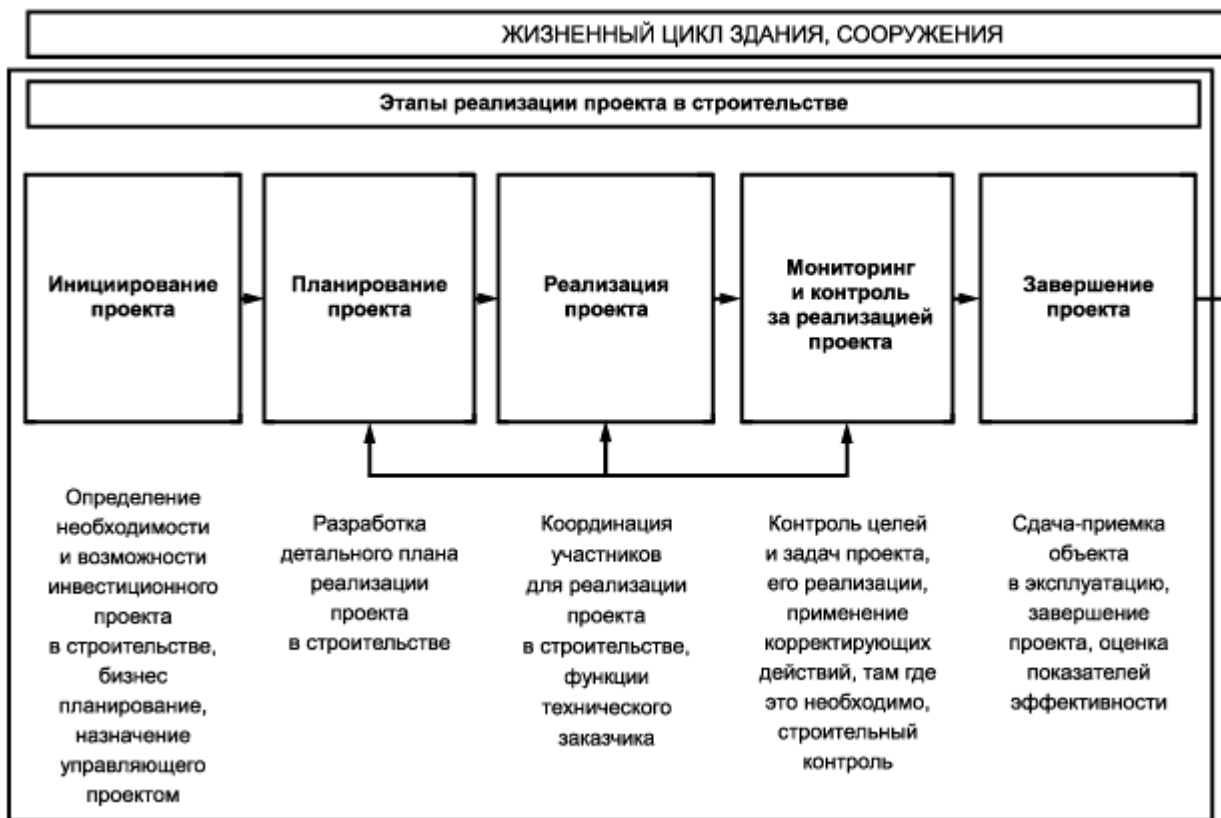 ЖИЗНЕННЫЙ ЦИКЛ ЗДАНИЯ, СООРУЖЕНИЯ
Этапы реализации проекта в строительстве
Инициирование
проекта
Планирование
проекта
Реализация
проекта
Мониторинг
и контроль
за реализацией
проекта
Завершение
проекта
Определение
необходимости
и возможности
инвестиционного
проекта
в строительстве,
бизнес
планирование,
назначение
управляющего
проектом
Разработка
детального плана
реализации
проекта
в строительстве
Координация
участников
для реализации
проекта
в строительстве,
функции
технического
заказчика
Контроль целей
и задач проекта,
его реализации,
применение
корректирующих
действий, там где
это необходимо,
строительный
контроль
Сдача-приемка
объекта
в эксплуатацию,
завершение
проекта, оценка
показателей
эффективности